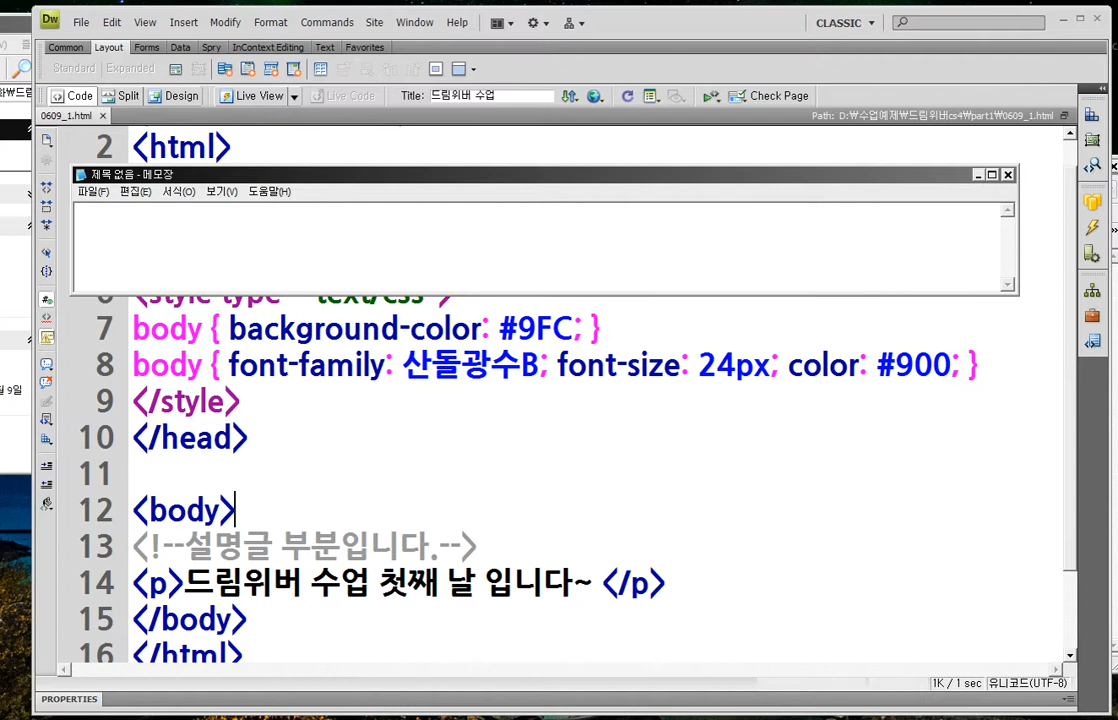 Dw File Edit View Insert Modify Format Commands Site Window Help CLASSIC
Common Layout Forms Data Spry InContext Editing Text Favorites
Standard Expanded
Code Split Design Live View Live Code Title: 드림위버 수업 Check Page
0609_1.html Path: D:￦수업예제￦드림위버cs4￦part1￦0609_1.html
2 <html>
제목 없음 - 메모장
파일(F) 편집(E) 서식(O) 보기(V) 도움말(H)
6 <style type="text/css">
7 body { background-color: #9FC; }
8 body { font-family: 산돌광수B; font-size: 24px; color: #900; }
9 </style>
10 </head>
11
12 <body>
13 <!--설명글 부분입니다.-->
14 <p>드림위버 수업 첫째 날 입니다~ </p>
15 </body>
16 </html>
1K / 1 sec 유니코드(UTF-8)
PROPERTIES